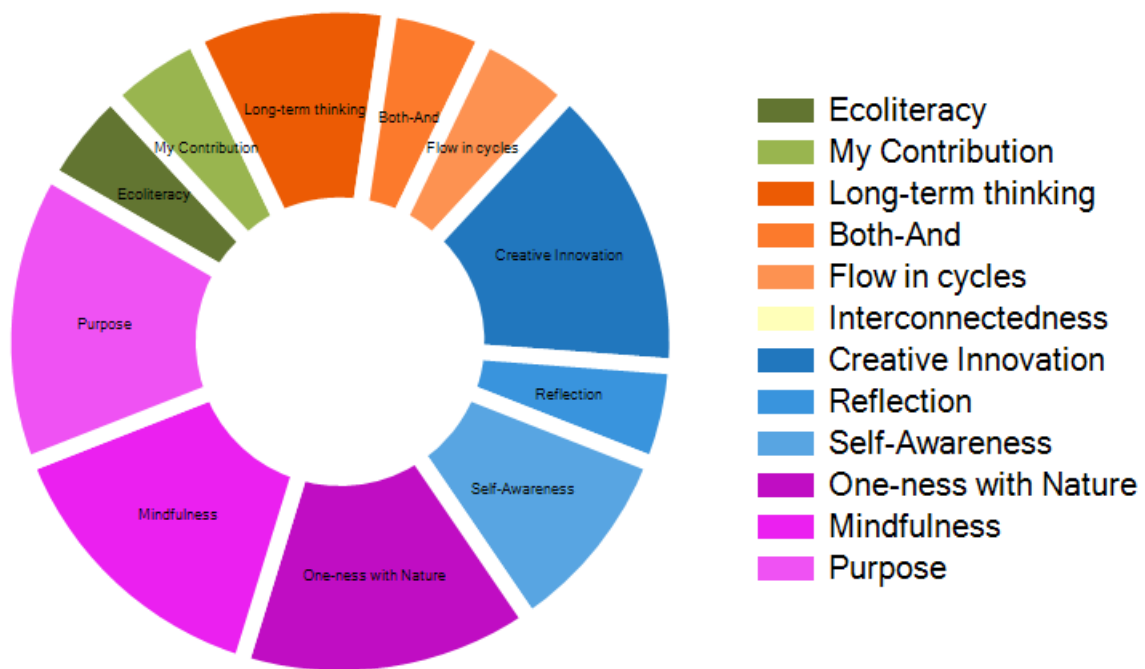 Long-term thinking
Both-And
My Contribution
Flow in cycles
Ecoliteracy
Creative Innovation
Purpose
Reflection
Self-Awareness
Mindfulness
One-ness with Nature
Ecoliteracy
My Contribution
Long-term thinking
Both-And
Flow in cycles
Interconnectedness
Creative Innovation
Reflection
Self-Awareness
One-ness with Nature
Mindfulness
Purpose